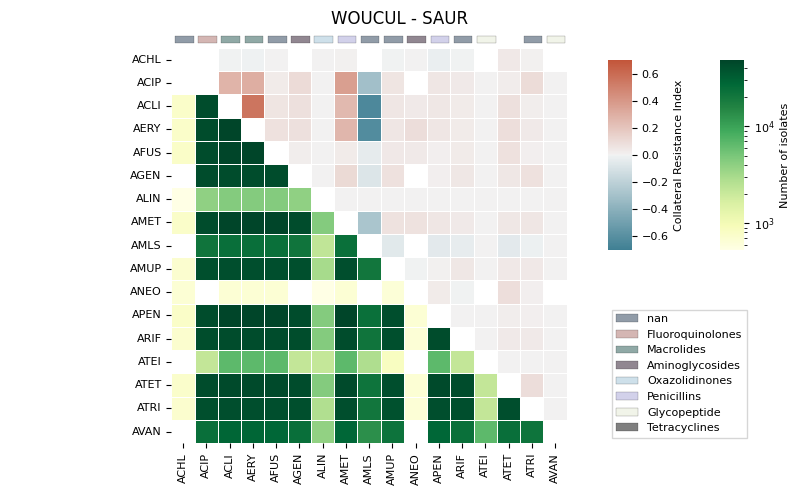 WOUCUL - SAUR
ACHL
ACIP
ACLI
AERY
AFUS
AGEN
ALIN
AMET
AMLS
AMUP
ANEO
APEN
ARIF
ATEI
ATET
ATRI
AVAN
ACHL ACIP ACLI AERY AFUS AGEN ALIN AMET AMLS AMUP ANEO APEN ARIF ATEI ATET ATRI AVAN
0.6
0.4
0.2
0.0
−0.2
−0.4
−0.6
Collateral Resistance Index
10⁴
10³
Number of isolates
nan
Fluoroquinolones
Macrolides
Aminoglycosides
Oxazolidinones
Penicillins
Glycopeptide
Tetracyclines